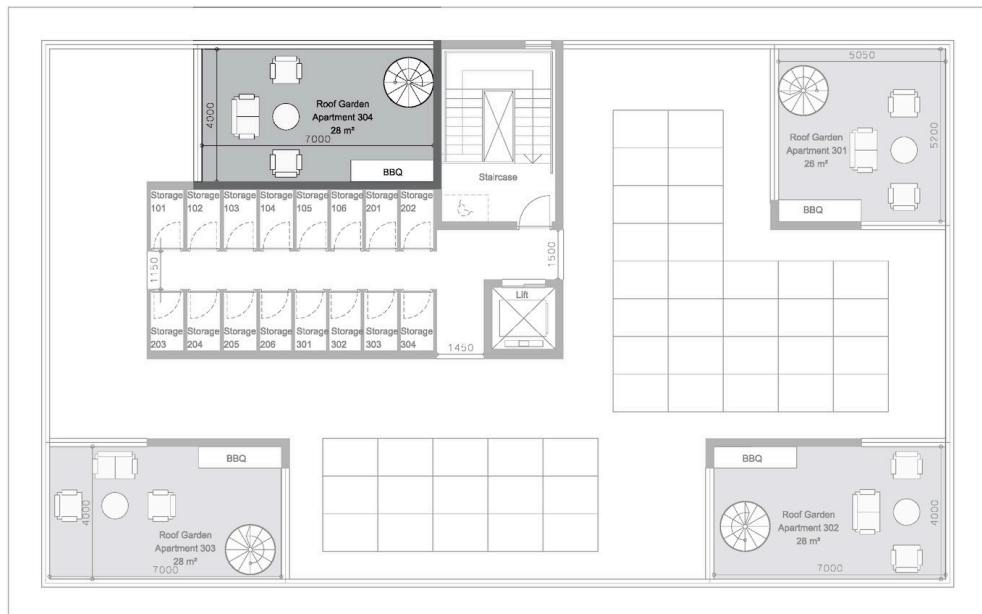 4000
Roof Garden
Apartment 304
28 m²
7000
BBQ
Staircase
5050
5200
Roof Garden
Apartment 301
26 m²
BBQ
Storage 101
Storage 102
Storage 103
Storage 104
Storage 105
Storage 106
Storage 201
Storage 202
1150
1500
Lift
Storage 203
Storage 204
Storage 205
Storage 206
Storage 301
Storage 302
Storage 303
Storage 304
1450
BBQ
4000
Roof Garden
Apartment 303
28 m²
7000
BBQ
Roof Garden
Apartment 302
28 m²
4000
7000